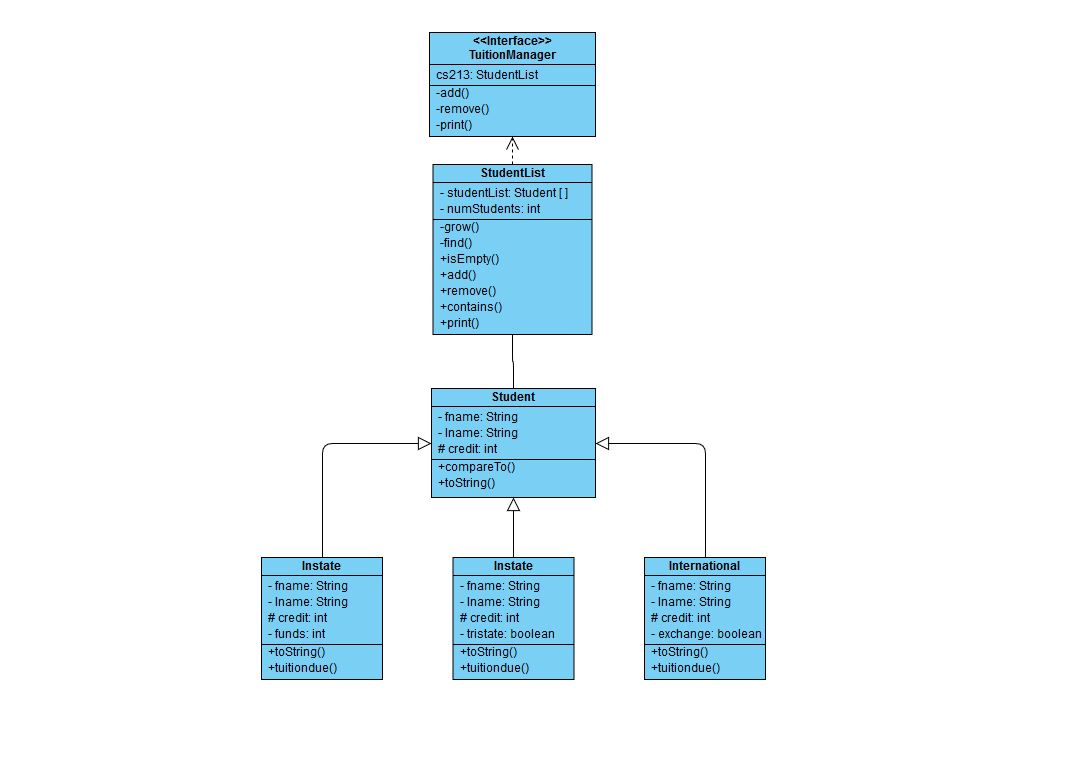 <<Interface>>
TuitionManager
cs213: StudentList
-add()
-remove()
-print()
StudentList
- studentList: Student [ ]
- numStudents: int
-grow()
-find()
+isEmpty()
+add()
+remove()
+contains()
+print()
Student
- fname: String
- lname: String
# credit: int
+compareTo()
+toString()
Instate
- fname: String
- lname: String
# credit: int
- funds: int
+toString()
+tuitiondue()
Instate
- fname: String
- lname: String
# credit: int
- tristate: boolean
+toString()
+tuitiondue()
International
- fname: String
- lname: String
# credit: int
- exchange: boolean
+toString()
+tuitiondue()